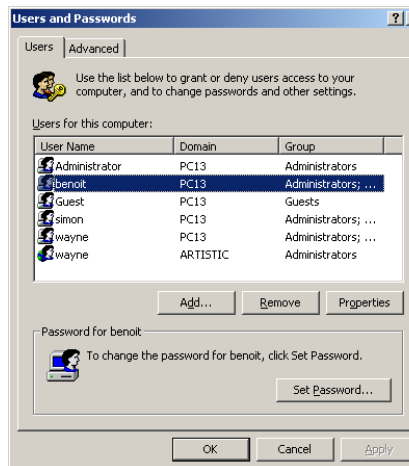 Users and Passwords
Users Advanced
Use the list below to grant or deny users access to your
computer, and to change passwords and other settings.
Users for this computer:
User Name Domain Group
Administrator PC13 Administrators
benoit PC13 Administrators; ...
Guest PC13 Guests
simon PC13 Administrators; ...
wayne PC13 Administrators; ...
wayne ARTISTIC Administrators
Add... Remove Properties
Password for benoit
To change the password for benoit, click Set Password.
Set Password...
OK Cancel Apply